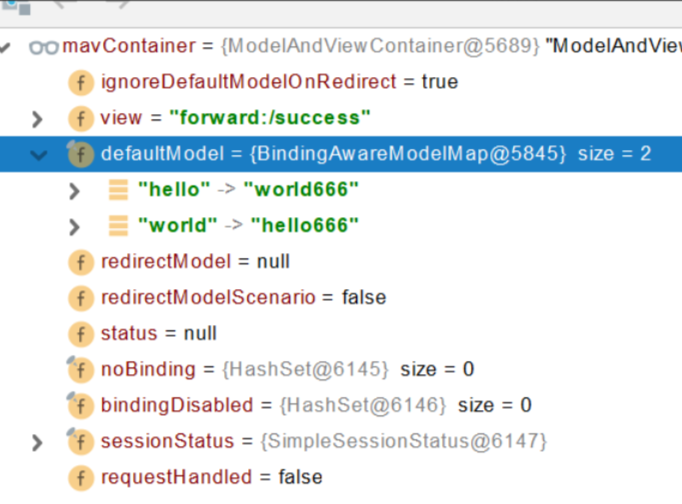 mavContainer = {ModelAndViewContainer@5689} "ModelAndView
ignoreDefaultModelOnRedirect = true
view = "forward:/success"
defaultModel = {BindingAwareModelMap@5845} size = 2
"hello" -> "world666"
"world" -> "hello666"
redirectModel = null
redirectModelScenario = false
status = null
noBinding = {HashSet@6145} size = 0
bindingDisabled = {HashSet@6146} size = 0
sessionStatus = {SimpleSessionStatus@6147}
requestHandled = false